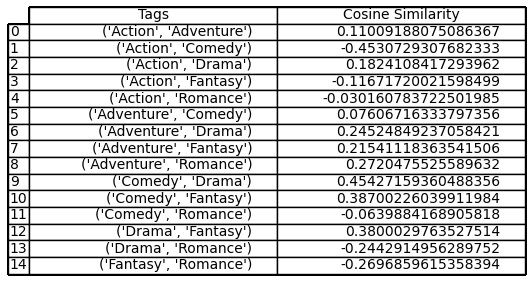 Tags Cosine Similarity
0 ('Action', 'Adventure') 0.11009188075086367
1 ('Action', 'Comedy') -0.4530729307682333
2 ('Action', 'Drama') 0.1824108417293962
3 ('Action', 'Fantasy') -0.11671720021598499
4 ('Action', 'Romance') -0.030160783722501985
5 ('Adventure', 'Comedy') 0.07606716333797356
6 ('Adventure', 'Drama') 0.24524849237058421
7 ('Adventure', 'Fantasy') 0.21541118363541506
8 ('Adventure', 'Romance') 0.2720475525589632
9 ('Comedy', 'Drama') 0.45427159360488356
10 ('Comedy', 'Fantasy') 0.38700226039911984
11 ('Comedy', 'Romance') -0.0639884168905818
12 ('Drama', 'Fantasy') 0.3800029763527514
13 ('Drama', 'Romance') -0.2442914956289752
14 ('Fantasy', 'Romance') -0.2696859615358394